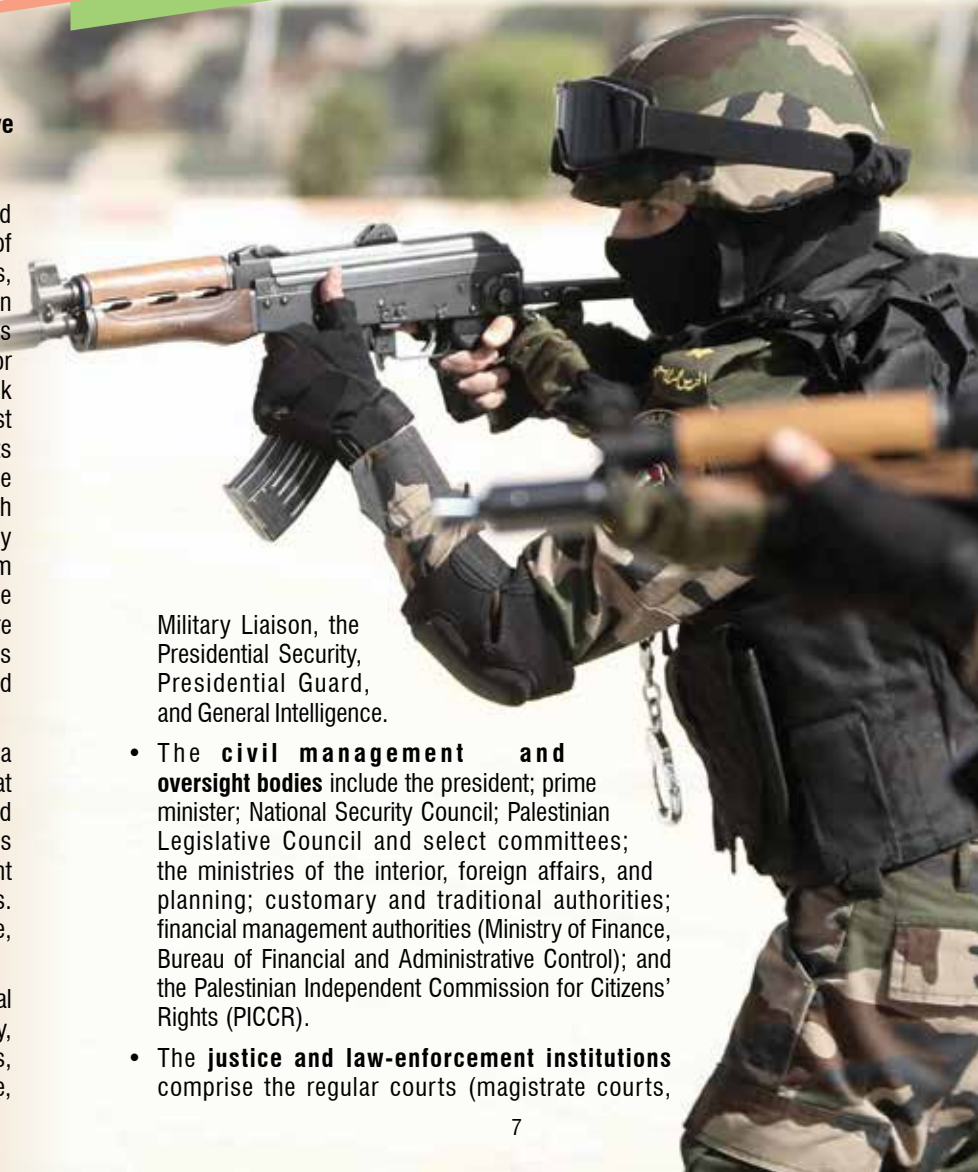 Military Liaison, the
Presidential Security,
Presidential Guard,
and General Intelligence.
• The civil management and
oversight bodies include the president; prime
minister; National Security Council; Palestinian
Legislative Council and select committees;
the ministries of the interior, foreign affairs, and
planning; customary and traditional authorities;
financial management authorities (Ministry of Finance,
Bureau of Financial and Administrative Control); and
the Palestinian Independent Commission for Citizens’
Rights (PICCR).
• The justice and law-enforcement institutions
comprise the regular courts (magistrate courts,
7